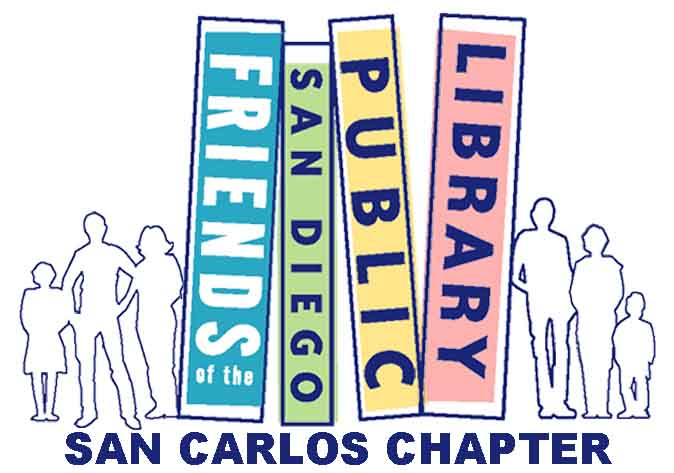 FRIENDS
of the
SAN DIEGO
PUBLIC
LIBRARY
SAN CARLOS CHAPTER